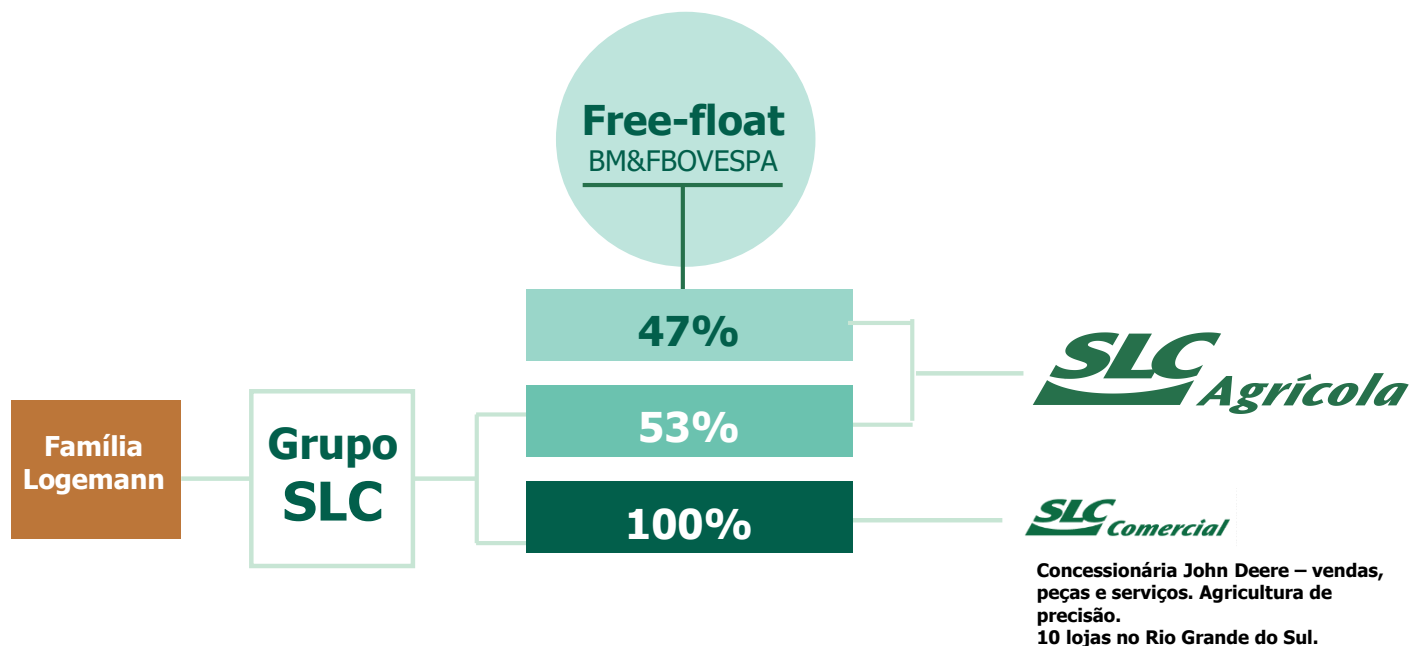 Free-float
BM&FBOVESPA
47%
53%
100%
Família
Logemann
Grupo
SLC
SLC Agrícola
SLC Comercial
Concessionária John Deere – vendas,
peças e serviços. Agricultura de
precisão.
10 lojas no Rio Grande do Sul.